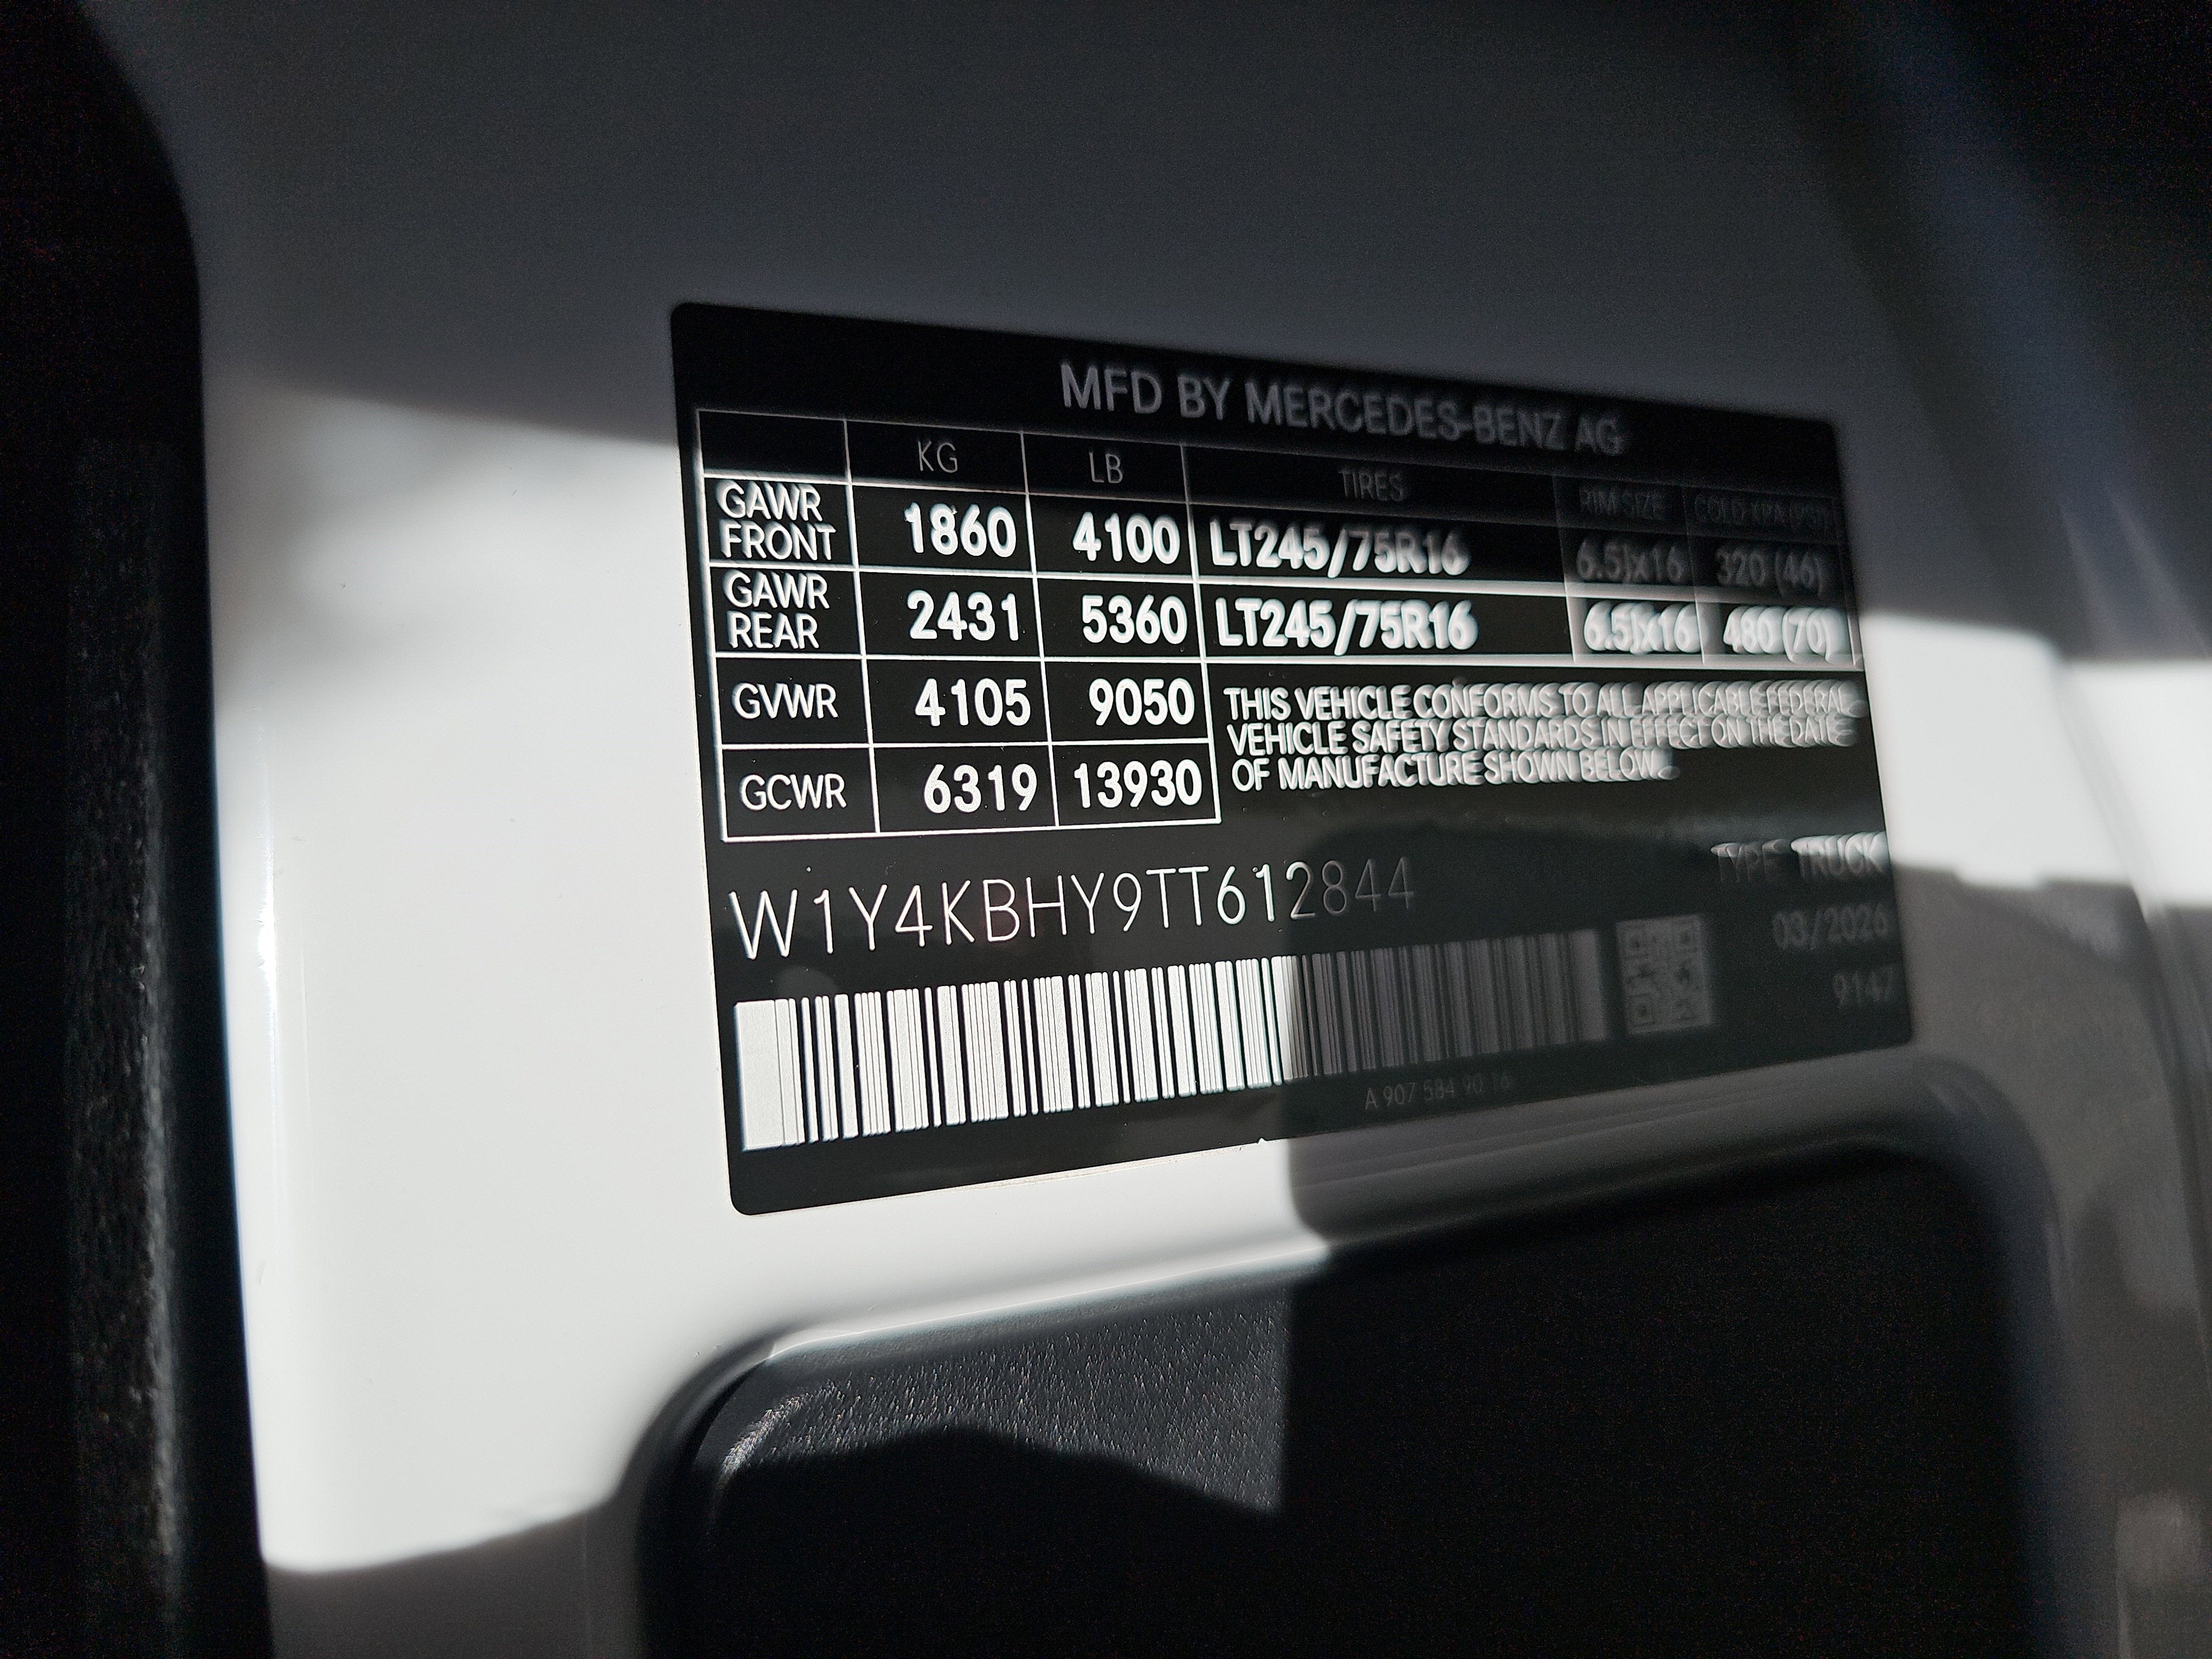 MFD BY MERCEDES-BENZ AG
KG LB TIRES RIM SIZE COLD KPA (PSI)
GAWR FRONT 1860 4100 LT245/75R16 6.5Jx16 320 (46)
GAWR REAR 2431 5360 LT245/75R16 6.5Jx16 480 (70)
GVWR 4105 9050
GCWR 6319 13930
THIS VEHICLE CONFORMS TO ALL APPLICABLE FEDERAL
VEHICLE SAFETY STANDARDS IN EFFECT ON THE DATE
OF MANUFACTURE SHOWN BELOW.
TYPE TRUCK
W1Y4KBHY9TT612844
03/2026
9147
A 907 584 90 16